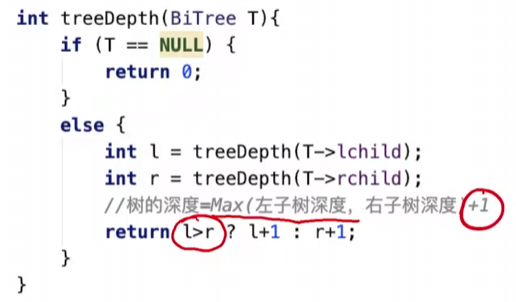 int treeDepth(BiTree T){
if (T == NULL) {
return 0;
}
else {
int l = treeDepth(T->lchild);
int r = treeDepth(T->rchild);
//树的深度=Max(左子树深度，右子树深度)+1
return l>r ? l+1 : r+1;
}
}